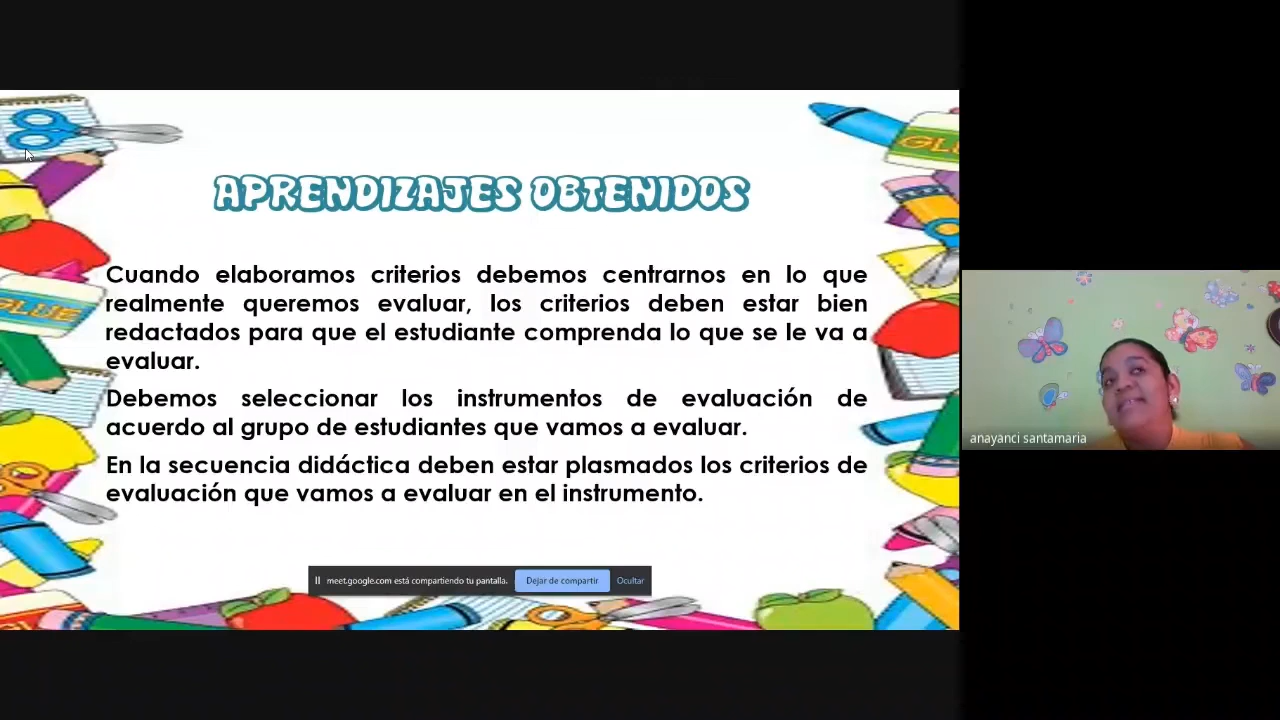 APRENDIZAJES OBTENIDOS
Cuando elaboramos criterios debemos centrarnos en lo que
realmente queremos evaluar, los criterios deben estar bien
redactados para que el estudiante comprenda lo que se le va a
evaluar.
Debemos seleccionar los instrumentos de evaluación de
acuerdo al grupo de estudiantes que vamos a evaluar.
En la secuencia didáctica deben estar plasmados los criterios de
evaluación que vamos a evaluar en el instrumento.
meet.google.com está compartiendo tu pantalla. Dejar de compartir Ocultar
anayanci santamaria
GLUE